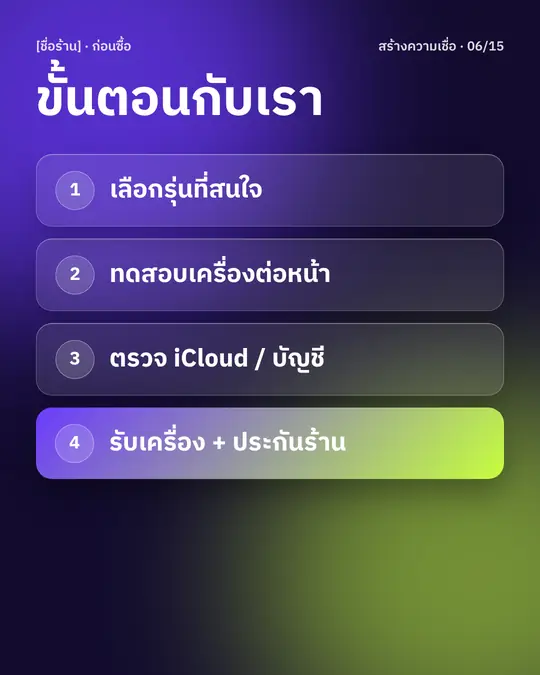 [ชื่อร้าน] · ก่อนซื้อ
สร้างความเชื่อ · 06/15
ขั้นตอนกับเรา
1 เลือกรุ่นที่สนใจ
2 ทดสอบเครื่องต่อหน้า
3 ตรวจ iCloud / บัญชี
4 รับเครื่อง + ประกันร้าน